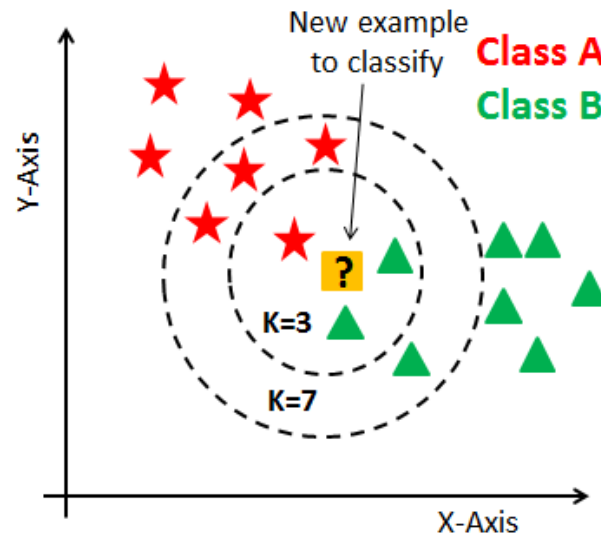 New example
to classify
Class A
Class B
Y-Axis
?
K=3
K=7
X-Axis